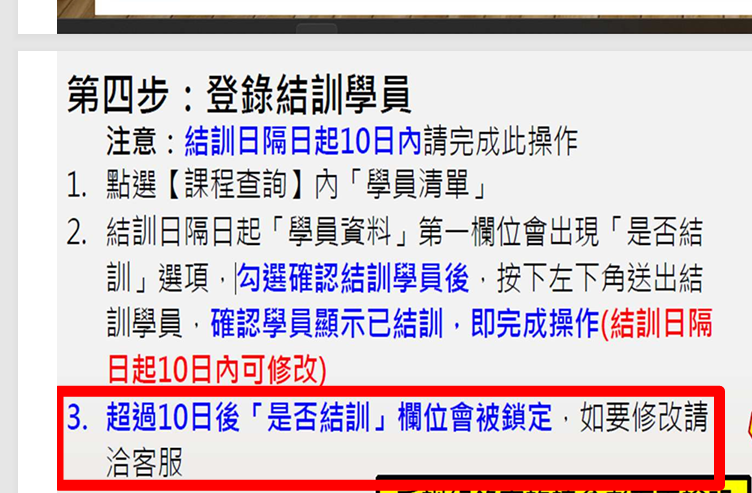 第四步：登錄結訓學員
注意：結訓日隔日起10日內請完成此操作
1. 點選【課程查詢】內「學員清單」
2. 結訓日隔日起「學員資料」第一欄位會出現「是否結
訓」選項，勾選確認結訓學員後，按下左下角送出結
訓學員，確認學員顯示已結訓，即完成操作(結訓日隔
日起10日內可修改)
3. 超過10日後「是否結訓」欄位會被鎖定，如要修改請
洽客服